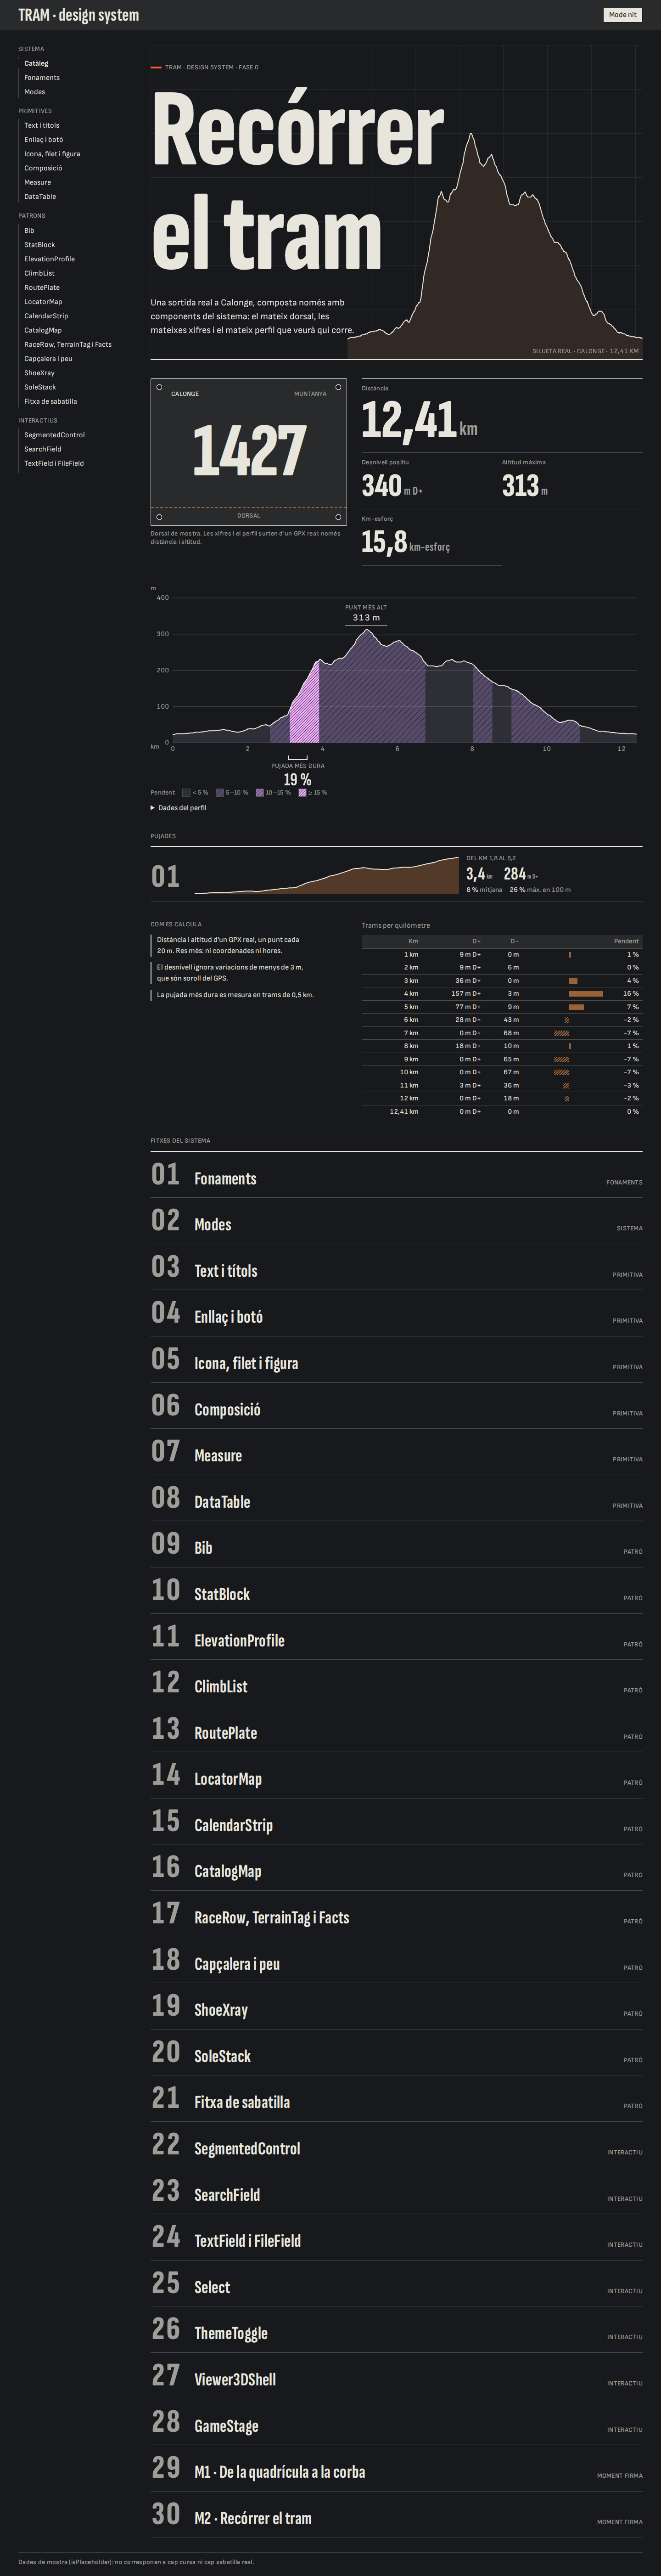 TRAM · design system
Mode nit
SISTEMA
Catàleg
Fonaments
Modes
PRIMITIVES
Text i títols
Enllaç i botó
Icona, filet i figura
Composició
Measure
DataTable
PATRONS
Bib
StatBlock
ElevationProfile
ClimbList
RoutePlate
LocatorMap
CalendarStrip
CatalogMap
RaceRow, TerrainTag i Facts
Capçalera i peu
ShoeXray
SoleStack
Fitxa de sabatilla
INTERACTIUS
SegmentedControl
SearchField
TextField i FileField
TRAM · DESIGN SYSTEM · FASE 0
Recórrer
el tram
Una sortida real a Calonge, composta només amb
components del sistema: el mateix dorsal, les
mateixes xifres i el mateix perfil que veurà qui corre.
SILUETA REAL · CALONGE · 12,41 KM
CALONGE
MUNTANYA
1427
DORSAL
Dorsal de mostra. Les xifres i el perfil surten d'un GPX real: només
distància i altitud.
Distància
12,41 km
Desnivell positiu
340 m D+
Altitud màxima
313 m
Km-esforç
15,8 km-esforç
m
400
300
200
100
0
PUNT MÉS ALT
313 m
km
0 2 4 6 8 10 12
PUJADA MÉS DURA
19 %
Pendent < 5 % 5–10 % 10–15 % ≥ 15 %
Dades del perfil
PUJADES
01
DEL KM 1,8 AL 5,2
3,4 km 284 m D+
8 % mitjana 26 % màx. en 100 m
COM ES CALCULA
Distància i altitud d'un GPX real, un punt cada
20 m. Res més: ni coordenades ni hores.
El desnivell ignora variacions de menys de 3 m,
que són soroll del GPS.
La pujada més dura es mesura en trams de 0,5 km.
Trams per quilòmetre
Km D+ D− Pendent
1 km 9 m D+ 0 m 1 %
2 km 9 m D+ 6 m 0 %
3 km 36 m D+ 0 m 4 %
4 km 157 m D+ 3 m 16 %
5 km 77 m D+ 9 m 7 %
6 km 28 m D+ 43 m −2 %
7 km 0 m D+ 68 m −7 %
8 km 18 m D+ 10 m 1 %
9 km 0 m D+ 65 m −7 %
10 km 0 m D+ 67 m −7 %
11 km 3 m D+ 36 m −3 %
12 km 0 m D+ 18 m −2 %
12,41 km 0 m D+ 0 m 0 %
FITXES DEL SISTEMA
01 Fonaments FONAMENTS
02 Modes SISTEMA
03 Text i títols PRIMITIVA
04 Enllaç i botó PRIMITIVA
05 Icona, filet i figura PRIMITIVA
06 Composició PRIMITIVA
07 Measure PRIMITIVA
08 DataTable PRIMITIVA
09 Bib PATRÓ
10 StatBlock PATRÓ
11 ElevationProfile PATRÓ
12 ClimbList PATRÓ
13 RoutePlate PATRÓ
14 LocatorMap PATRÓ
15 CalendarStrip PATRÓ
16 CatalogMap PATRÓ
17 RaceRow, TerrainTag i Facts PATRÓ
18 Capçalera i peu PATRÓ
19 ShoeXray PATRÓ
20 SoleStack PATRÓ
21 Fitxa de sabatilla PATRÓ
22 SegmentedControl INTERACTIU
23 SearchField INTERACTIU
24 TextField i FileField INTERACTIU
25 Select INTERACTIU
26 ThemeToggle INTERACTIU
27 Viewer3DShell INTERACTIU
28 GameStage INTERACTIU
29 M1 · De la quadrícula a la corba MOMENT FIRMA
30 M2 · Recórrer el tram MOMENT FIRMA
Dades de mostra (isPlaceholder): no corresponen a cap cursa ni cap sabatilla real.